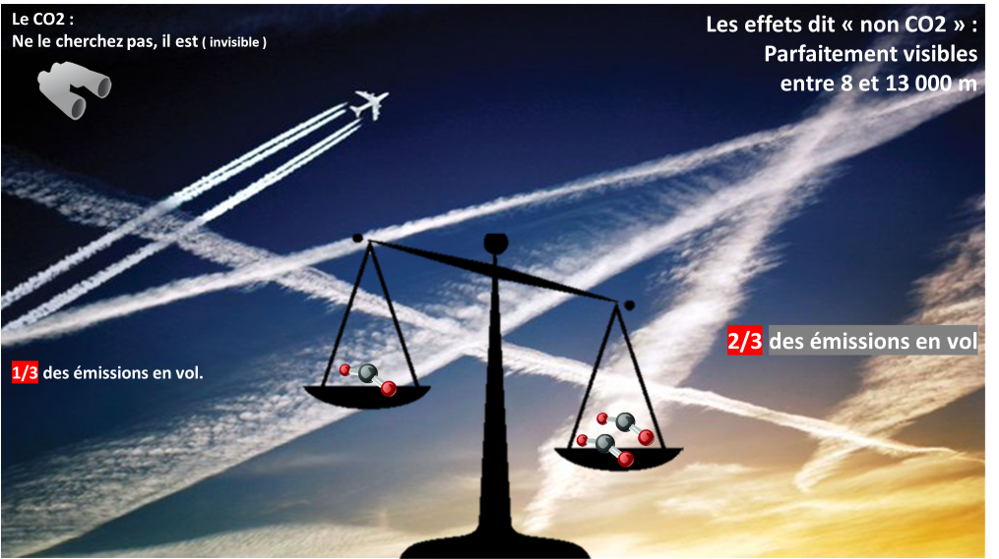 Le CO2 :
Ne le cherchez pas, il est ( invisible )
Les effets dit « non CO2 » :
Parfaitement visibles
entre 8 et 13 000 m
2/3 des émissions en vol
1/3 des émissions en vol.